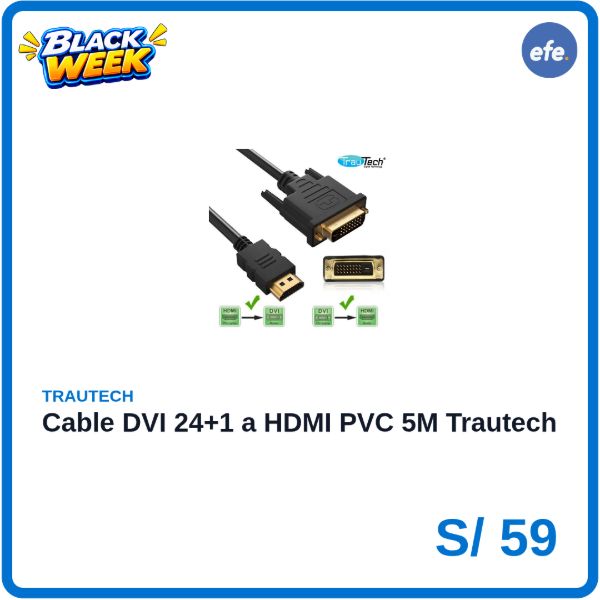 BLACK
WEEK
efe.
TrauTech®
HDMI
DVI
DVI
HDMI
TRAUTECH
Cable DVI 24+1 a HDMI PVC 5M Trautech
S/ 59